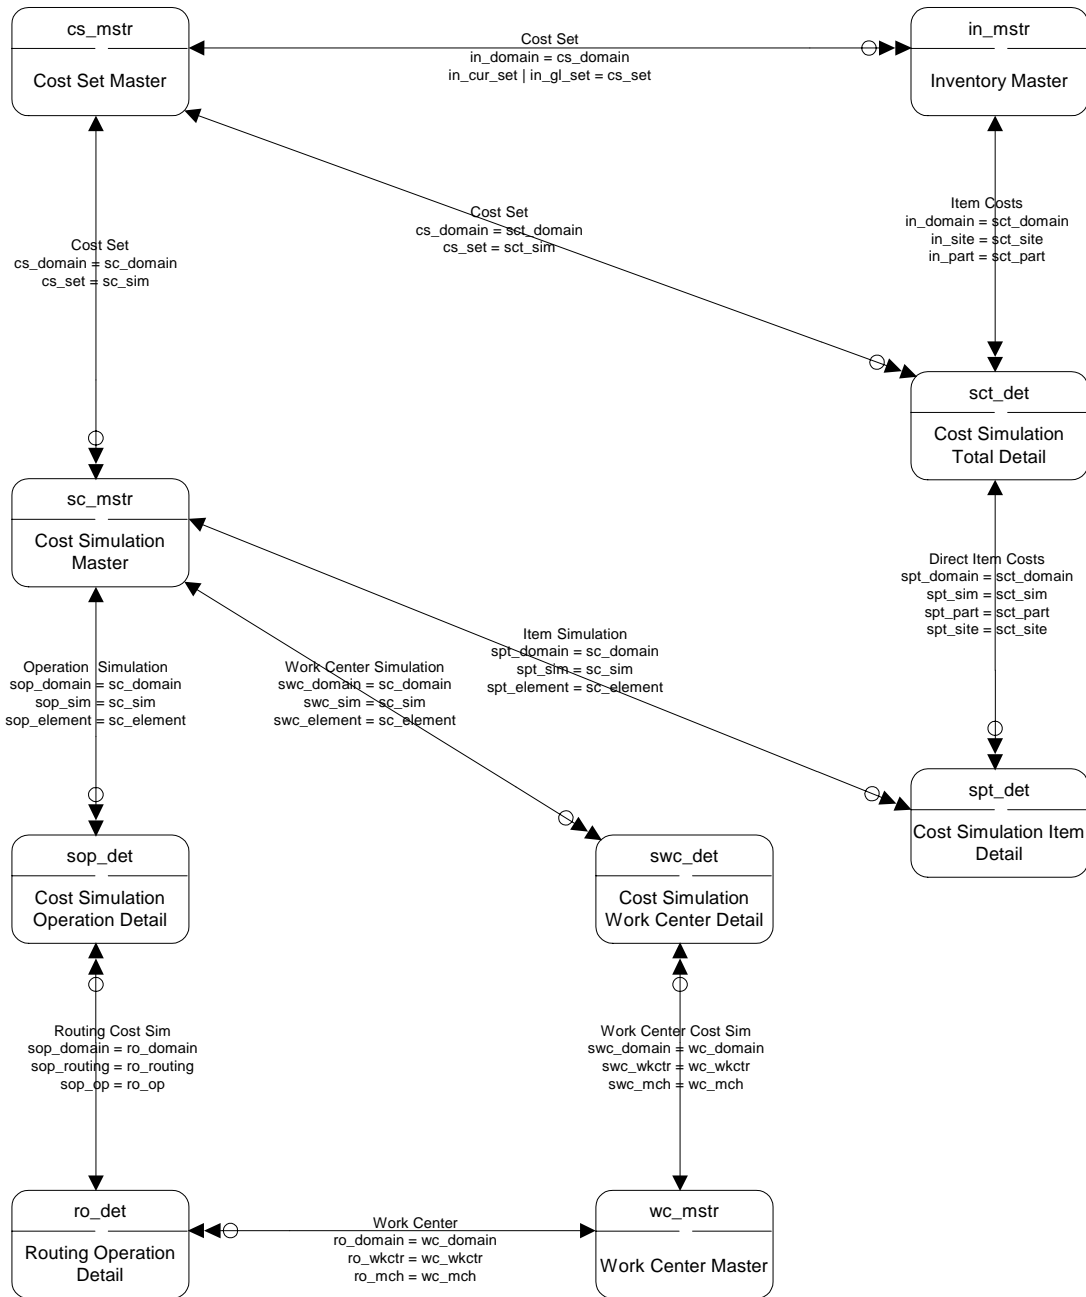 cs_mstr
Cost Set Master
in_mstr
Inventory Master
Cost Set
in_domain = cs_domain
in_cur_set | in_gl_set = cs_set
Cost Set
cs_domain = sct_domain
cs_set = sct_sim
Item Costs
in_domain = sct_domain
in_site = sct_site
in_part = sct_part
Cost Set
cs_domain = sc_domain
cs_set = sc_sim
sct_det
Cost Simulation
Total Detail
sc_mstr
Cost Simulation
Master
Direct Item Costs
spt_domain = sct_domain
spt_sim = sct_sim
spt_part = sct_part
spt_site = sct_site
Item Simulation
spt_domain = sc_domain
spt_sim = sc_sim
spt_element = sc_element
Operation Simulation
sop_domain = sc_domain
sop_sim = sc_sim
sop_element = sc_element
Work Center Simulation
swc_domain = sc_domain
swc_sim = sc_sim
swc_element = sc_element
spt_det
Cost Simulation Item
Detail
sop_det
Cost Simulation
Operation Detail
swc_det
Cost Simulation
Work Center Detail
Routing Cost Sim
sop_domain = ro_domain
sop_routing = ro_routing
sop_op = ro_op
Work Center Cost Sim
swc_domain = wc_domain
swc_wkctr = wc_wkctr
swc_mch = wc_mch
ro_det
Routing Operation
Detail
Work Center
ro_domain = wc_domain
ro_wkctr = wc_wkctr
ro_mch = wc_mch
wc_mstr
Work Center Master